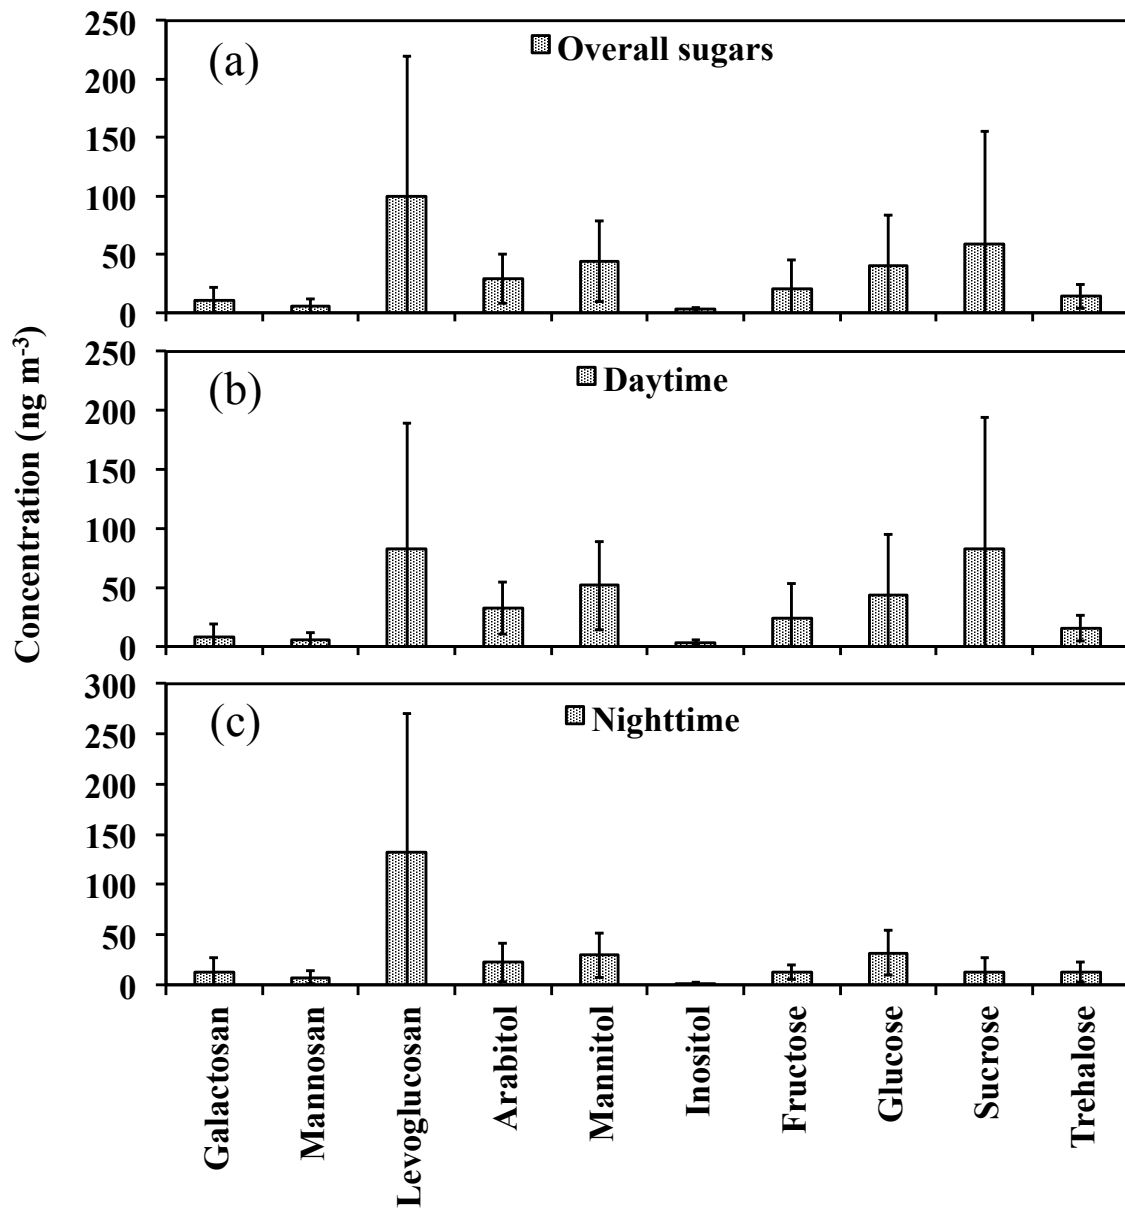 Concentration (ng m-3)
(a)
Overall sugars
250
200
150
100
50
0
(b)
Daytime
250
200
150
100
50
0
(c)
Nighttime
300
250
200
150
100
50
0
Galactosan
Mannosan
Levoglucosan
Arabitol
Mannitol
Inositol
Fructose
Glucose
Sucrose
Trehalose